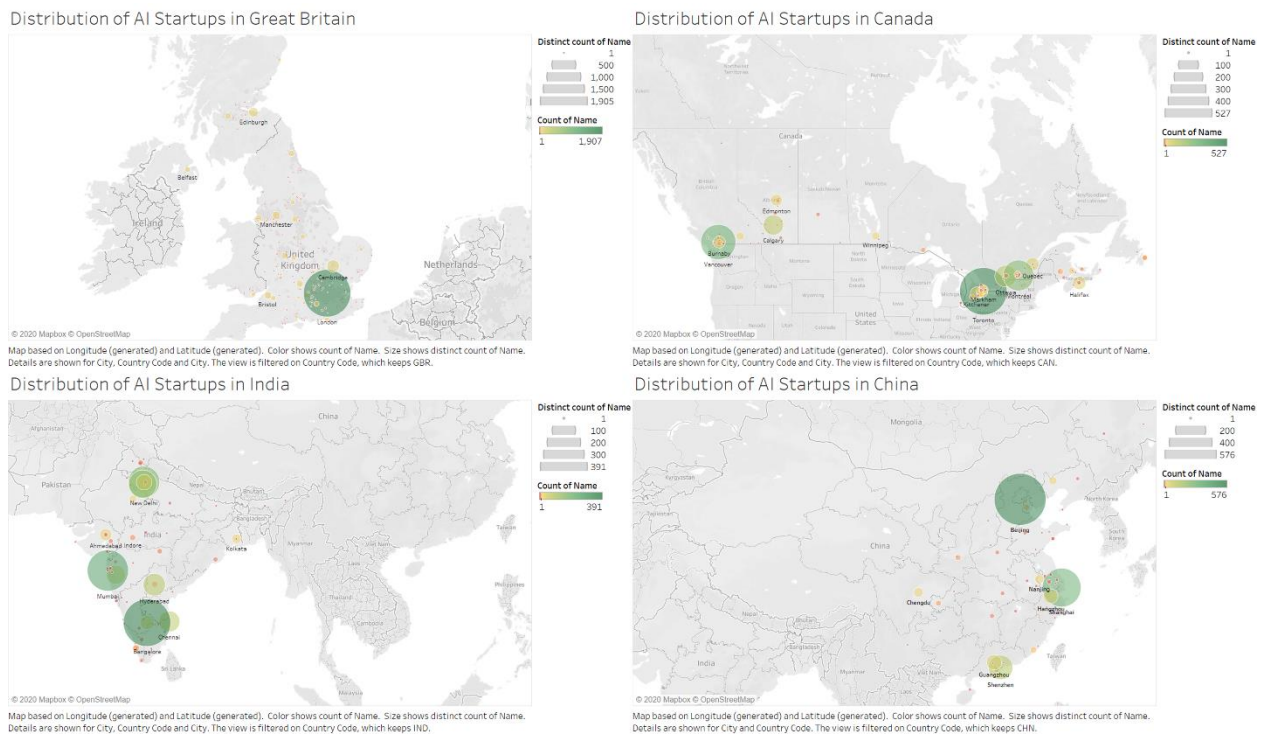 Distribution of AI Startups in Great Britain
Edinburgh
Belfast
Ireland
Manchester
United
Kingdom
Cambridge
Netherlands
Bristol
London
Belgium
© 2020 Mapbox © OpenStreetMap
Distinct count of Name
1
500
1,000
1,500
1,905
Count of Name
1 1,907
Map based on Longitude (generated) and Latitude (generated). Color shows count of Name. Size shows distinct count of Name.
Details are shown for City, Country Code and City. The view is filtered on Country Code, which keeps GBR.
Distribution of AI Startups in Canada
Canada
Edmonton
Calgary
Burnaby
Vancouver
Winnipeg
Quebec
Ottawa
Montréal
Markham
Kitchener
Toronto
Halifax
United
States
© 2020 Mapbox © OpenStreetMap
Distinct count of Name
1
100
200
300
400
527
Count of Name
1 527
Map based on Longitude (generated) and Latitude (generated). Color shows count of Name. Size shows distinct count of Name.
Details are shown for City, Country Code and City. The view is filtered on Country Code, which keeps CAN.
Distribution of AI Startups in India
China
Afghanistan
Pakistan
Nepal
Bhutan
New Delhi
Bangladesh
India
Taiwan
Ahmedabad
Indore
Kolkata
Myanmar
Mumbai
Hyderabad
Thailand
Philippines
Cambodia
Chennai
Bangalore
Sri Lanka
Malaysia
© 2020 Mapbox © OpenStreetMap
Distinct count of Name
1
100
200
300
391
Count of Name
1 391
Map based on Longitude (generated) and Latitude (generated). Color shows count of Name. Size shows distinct count of Name.
Details are shown for City, Country Code and City. The view is filtered on Country Code, which keeps IND.
Distribution of AI Startups in China
Mongolia
Kyrgyzstan
North Korea
Beijing
South
Korea
China
Nanjing
Chengdu
Hangzhou
Shanghai
Nepal
Bhutan
Bangladesh
Taiwan
India
Myanmar
Guangzhou
Shenzhen
© 2020 Mapbox © OpenStreetMap
Distinct count of Name
1
200
400
576
Count of Name
1 576
Map based on Longitude (generated) and Latitude (generated). Color shows count of Name. Size shows distinct count of Name.
Details are shown for City and Country Code. The view is filtered on Country Code, which keeps CHN.